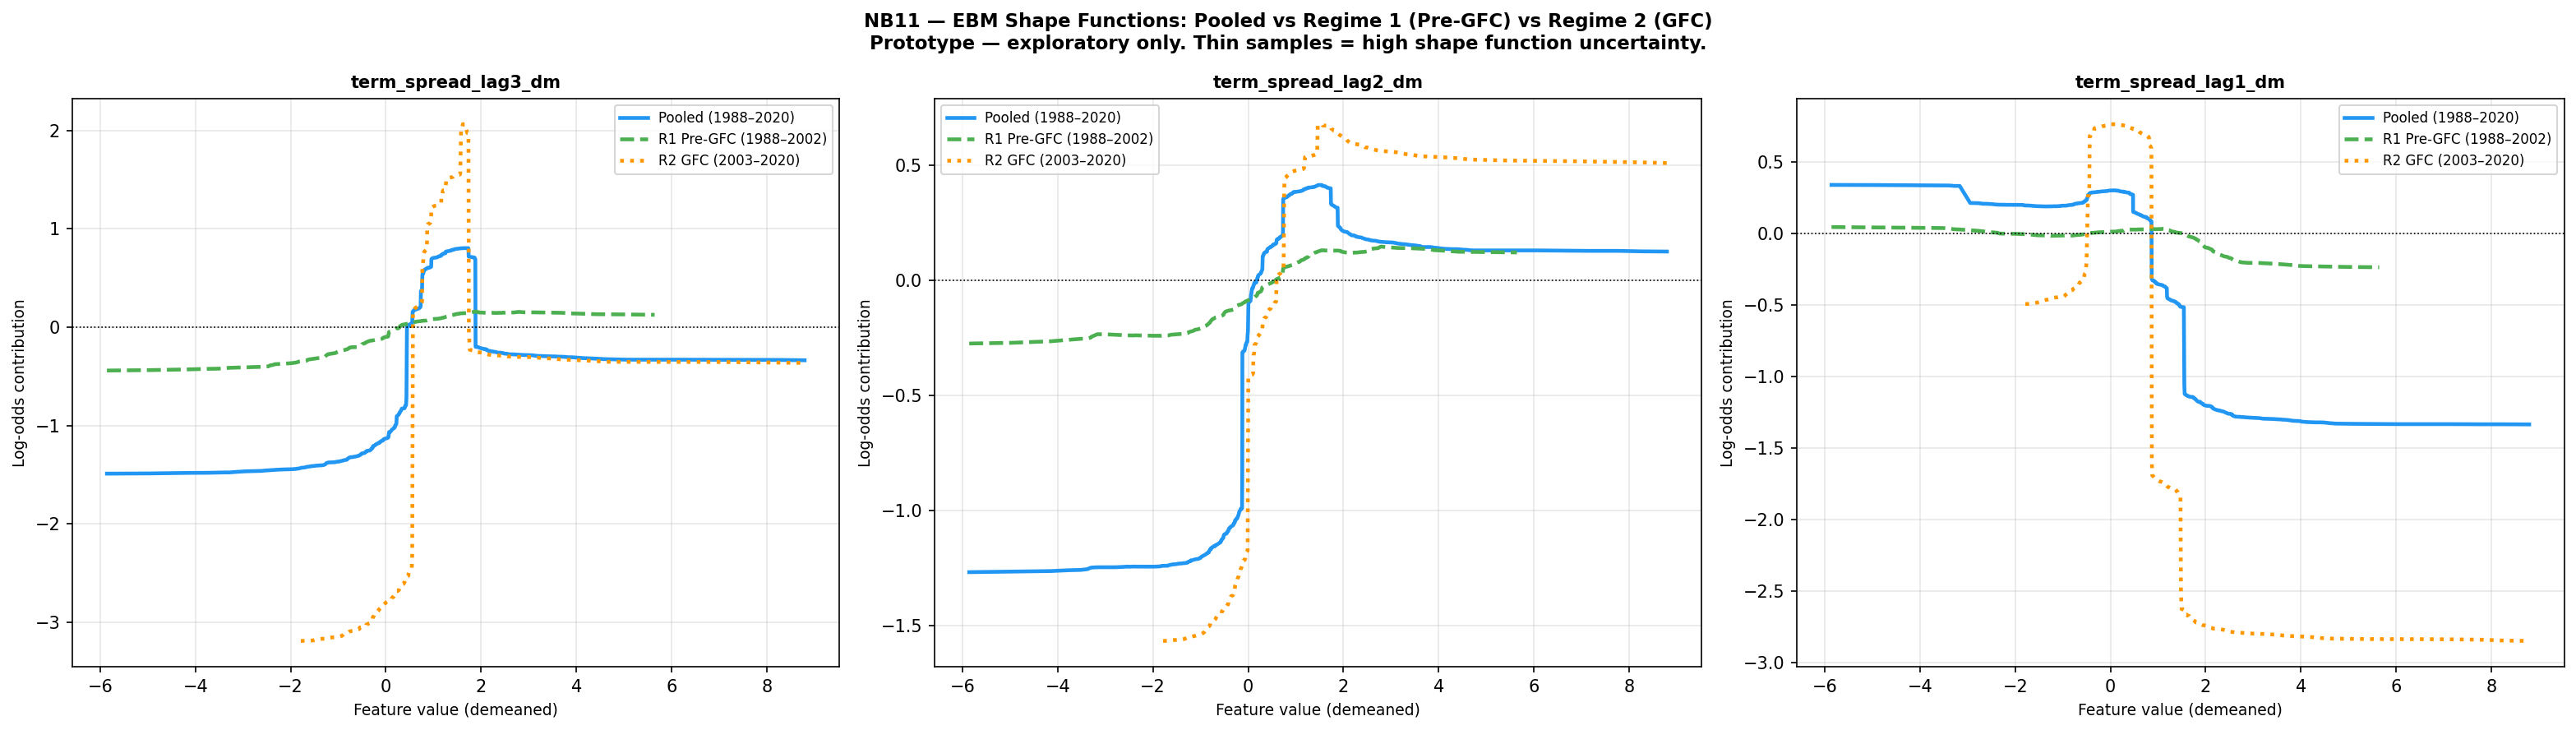 NB11 — EBM Shape Functions: Pooled vs Regime 1 (Pre-GFC) vs Regime 2 (GFC)
Prototype — exploratory only. Thin samples = high shape function uncertainty.
term_spread_lag3_dm
Log-odds contribution
2
1
0
−1
−2
−3
Pooled (1988–2020)
R1 Pre-GFC (1988–2002)
R2 GFC (2003–2020)
−6 −4 −2 0 2 4 6 8
Feature value (demeaned)
term_spread_lag2_dm
Log-odds contribution
0.5
0.0
−0.5
−1.0
−1.5
Pooled (1988–2020)
R1 Pre-GFC (1988–2002)
R2 GFC (2003–2020)
−6 −4 −2 0 2 4 6 8
Feature value (demeaned)
term_spread_lag1_dm
Log-odds contribution
0.5
0.0
−0.5
−1.0
−1.5
−2.0
−2.5
−3.0
Pooled (1988–2020)
R1 Pre-GFC (1988–2002)
R2 GFC (2003–2020)
−6 −4 −2 0 2 4 6 8
Feature value (demeaned)